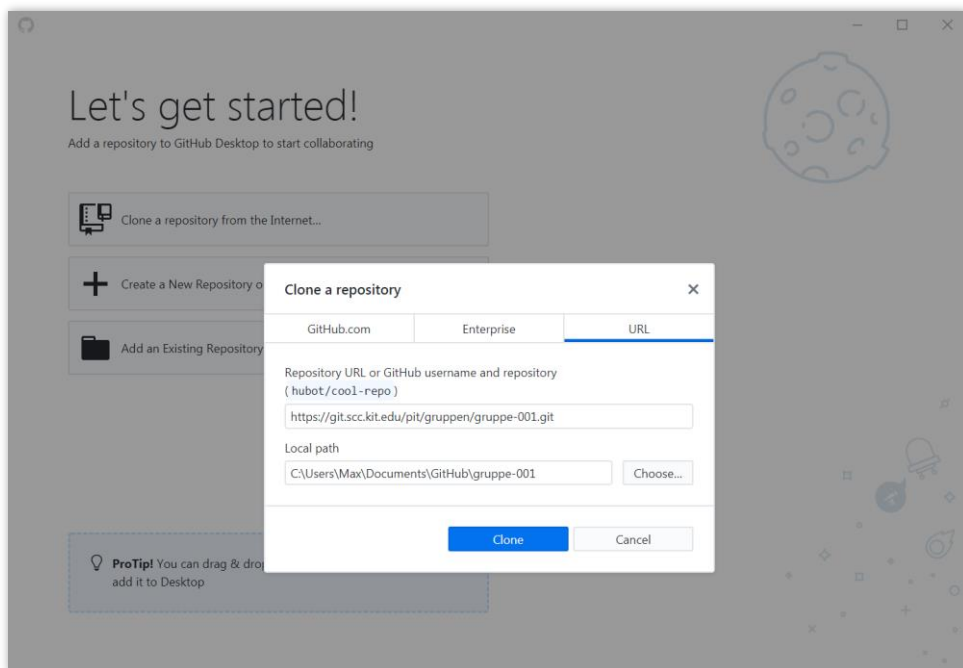 Let's get started!
Add a repository to GitHub Desktop to start collaborating
Clone a repository from the Internet...
Create a New Repository o
Add an Existing Repository
Clone a repository
GitHub.com
Enterprise
URL
Repository URL or GitHub username and repository
(hubot/cool-repo)
https://git.scc.kit.edu/pit/gruppen/gruppe-001.git
Local path
C:\Users\Max\Documents\GitHub\gruppe-001
Choose...
Clone
Cancel
ProTip! You can drag & dro
add it to Desktop